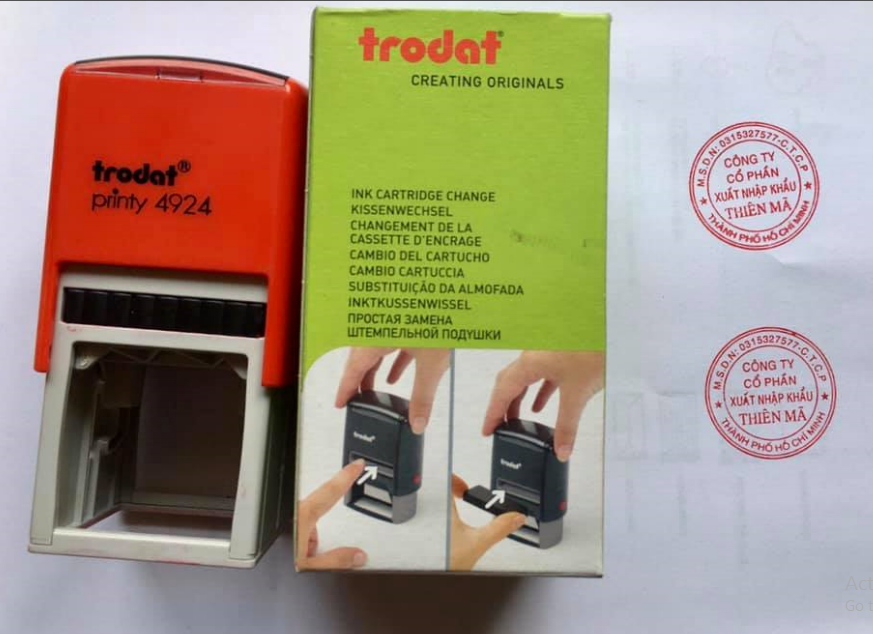 trodat®
printy 4924
trodat®
CREATING ORIGINALS
INK CARTRIDGE CHANGE
KISSENWECHSEL
CHANGEMENT DE LA
CASSETTE D'ENCRAGE
CAMBIO DEL CARTUCHO
CAMBIO CARTUCCIA
SUBSTITUIÇÃO DA ALMOFADA
INKTKUSSENWISSEL
ПРОСТАЯ ЗАМЕНА
ШТЕМПЕЛЬНОЙ ПОДУШКИ
trodat®
trodat®
M.S.D.N: 0315327577-C.T.C.P
CÔNG TY
CỔ PHẦN
XUẤT NHẬP KHẨU
THIÊN MÃ
THÀNH PHỐ HỒ CHÍ MINH
M.S.D.N: 0315327577-C.T.C.P
CÔNG TY
CỔ PHẦN
XUẤT NHẬP KHẨU
THIÊN MÃ
THÀNH PHỐ HỒ CHÍ MINH